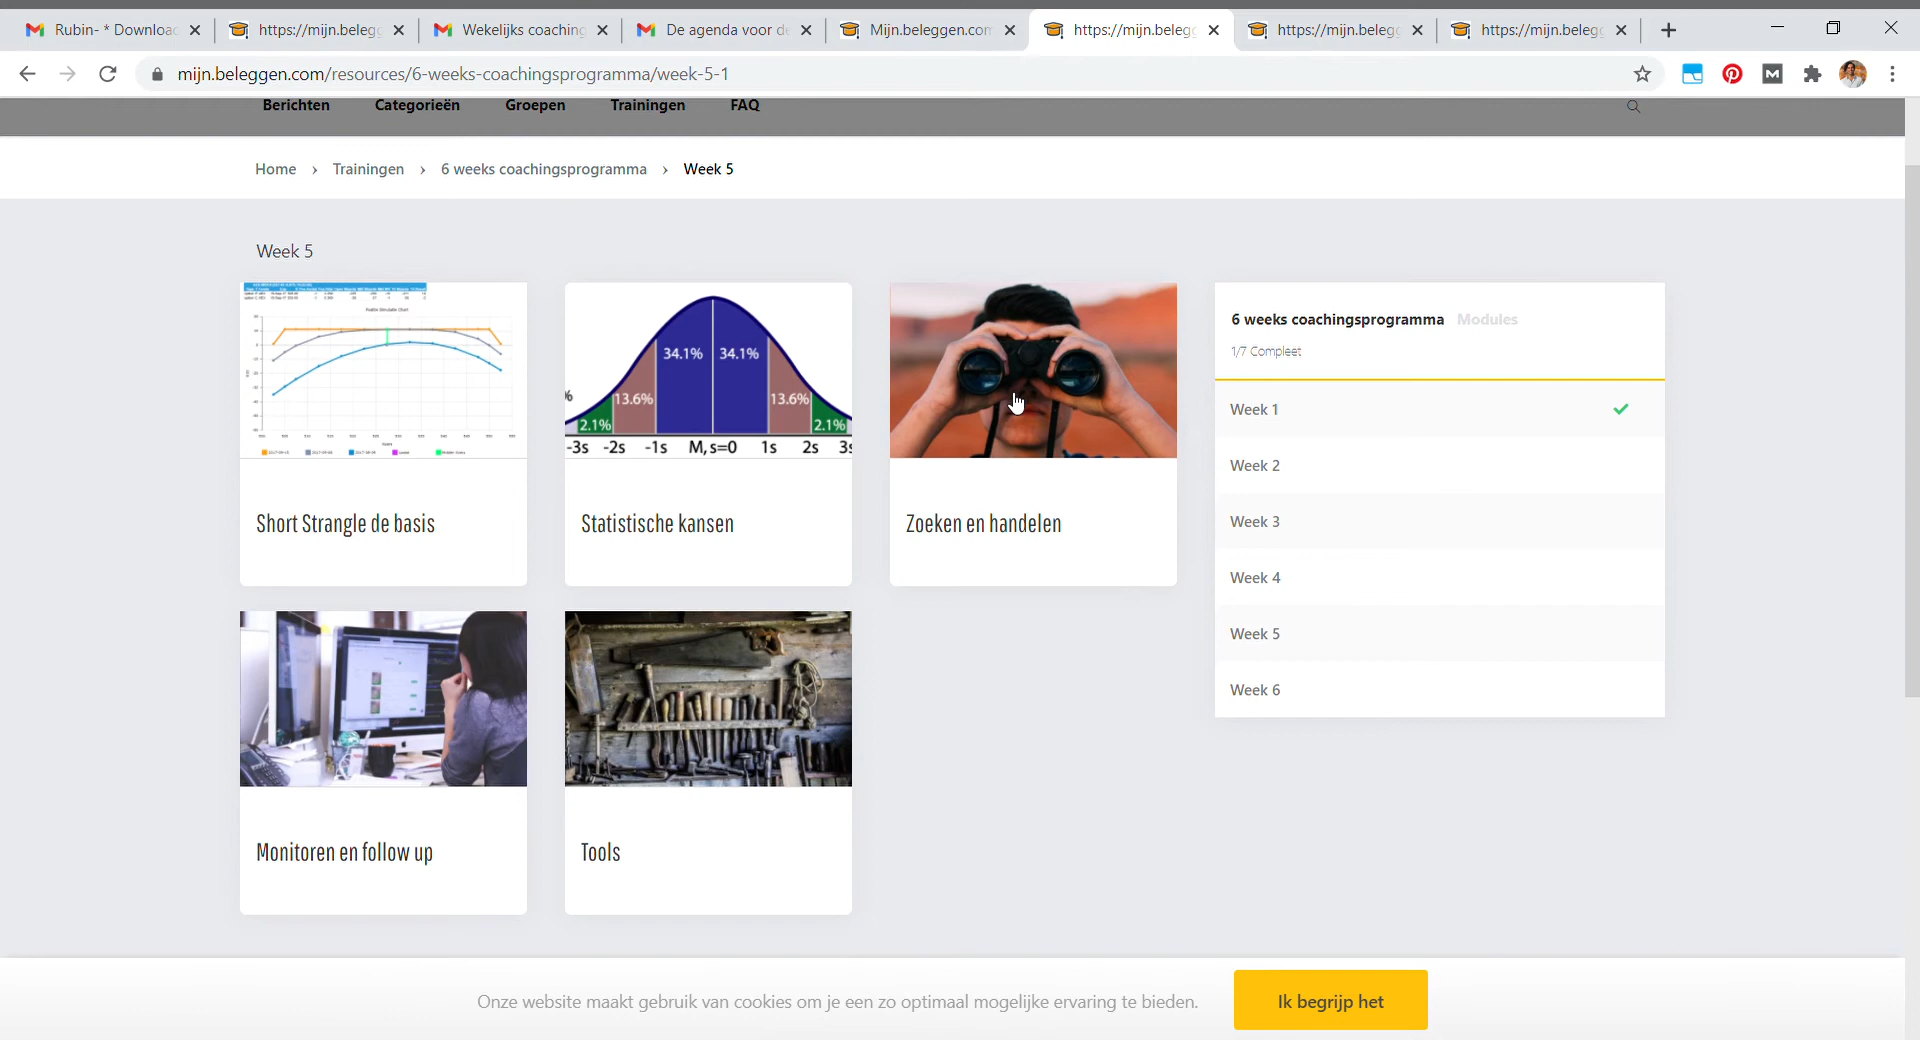 Rubin- * Downloac
https://mijn.belegg
Wekelijks coaching
De agenda voor de
Mijn.beleggen.com
https://mijn.belegg
https://mijn.belegg
https://mijn.belegg
mijn.beleggen.com/resources/6-weeks-coachingsprogramma/week-5-1
Berichten Categorieën Groepen Trainingen FAQ
Home › Trainingen › 6 weeks coachingsprogramma › Week 5
Week 5
34.1% 34.1%
% 13.6% 13.6%
2.1% 2.1%
-3s -2s -1s M,s=0 1s 2s 3s
Short Strangle de basis
Statistische kansen
Zoeken en handelen
Monitoren en follow up
Tools
6 weeks coachingsprogramma Modules
1/7 Compleet
Week 1
Week 2
Week 3
Week 4
Week 5
Week 6
Onze website maakt gebruik van cookies om je een zo optimaal mogelijke ervaring te bieden.
Ik begrijp het